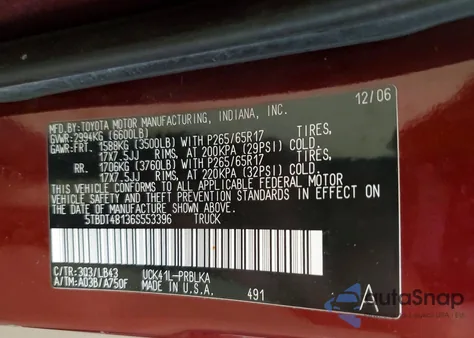 12/06
MFD.BY:TOYOTA MOTOR MANUFACTURING, INDIANA, INC.
GVWR:2994KG (6600LB)
GAWR:FRT. 1588KG (3500LB) WITH P265/65R17 TIRES,
17X7.5JJ RIMS, AT 200KPA (29PSI) COLD.
RR. 1706KG (3760LB) WITH P265/65R17 TIRES,
17X7.5JJ RIMS, AT 220KPA (32PSI) COLD.
THIS VEHICLE CONFORMS TO ALL APPLICABLE FEDERAL MOTOR
VEHICLE SAFETY AND THEFT PREVENTION STANDARDS IN EFFECT ON
THE DATE OF MANUFACTURE SHOWN ABOVE.
5TBDT4B136S553396 TRUCK
C/TR:3Q3/LB43 UCK41L-PRBLKA
A/TM:A03B/A750F MADE IN U.S.A. 491 A
AutoSnap